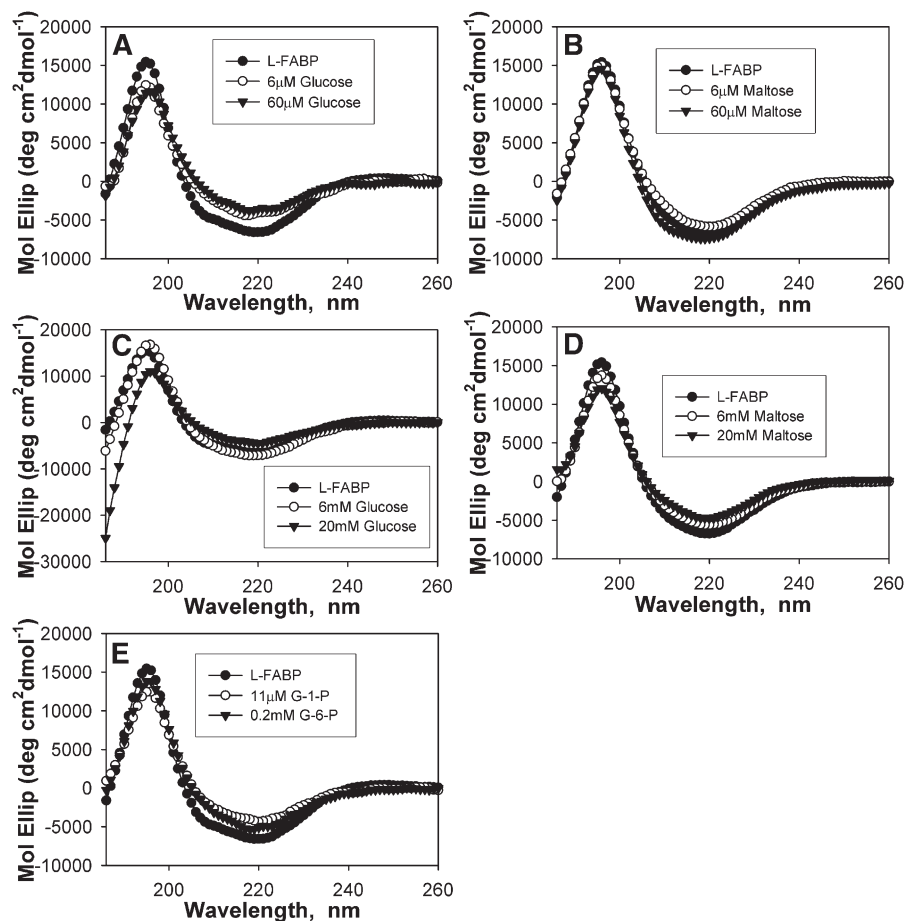 A
L-FABP
6μM Glucose
60μM Glucose
Mol Ellip (deg cm²dmol⁻¹)
20000
15000
10000
5000
0
-5000
-10000
200 220 240 260
Wavelength, nm
B
L-FABP
6μM Maltose
60μM Maltose
Mol Ellip (deg cm²dmol⁻¹)
20000
15000
10000
5000
0
-5000
-10000
200 220 240 260
Wavelength, nm
C
L-FABP
6mM Glucose
20mM Glucose
Mol Ellip (deg cm²dmol⁻¹)
20000
10000
0
-10000
-20000
-30000
200 220 240 260
Wavelength, nm
D
L-FABP
6mM Maltose
20mM Maltose
Mol Ellip (deg cm²dmol⁻¹)
20000
15000
10000
5000
0
-5000
-10000
200 220 240 260
Wavelength, nm
E
L-FABP
11μM G-1-P
0.2mM G-6-P
Mol Ellip (deg cm²dmol⁻¹)
20000
15000
10000
5000
0
-5000
-10000
200 220 240 260
Wavelength, nm